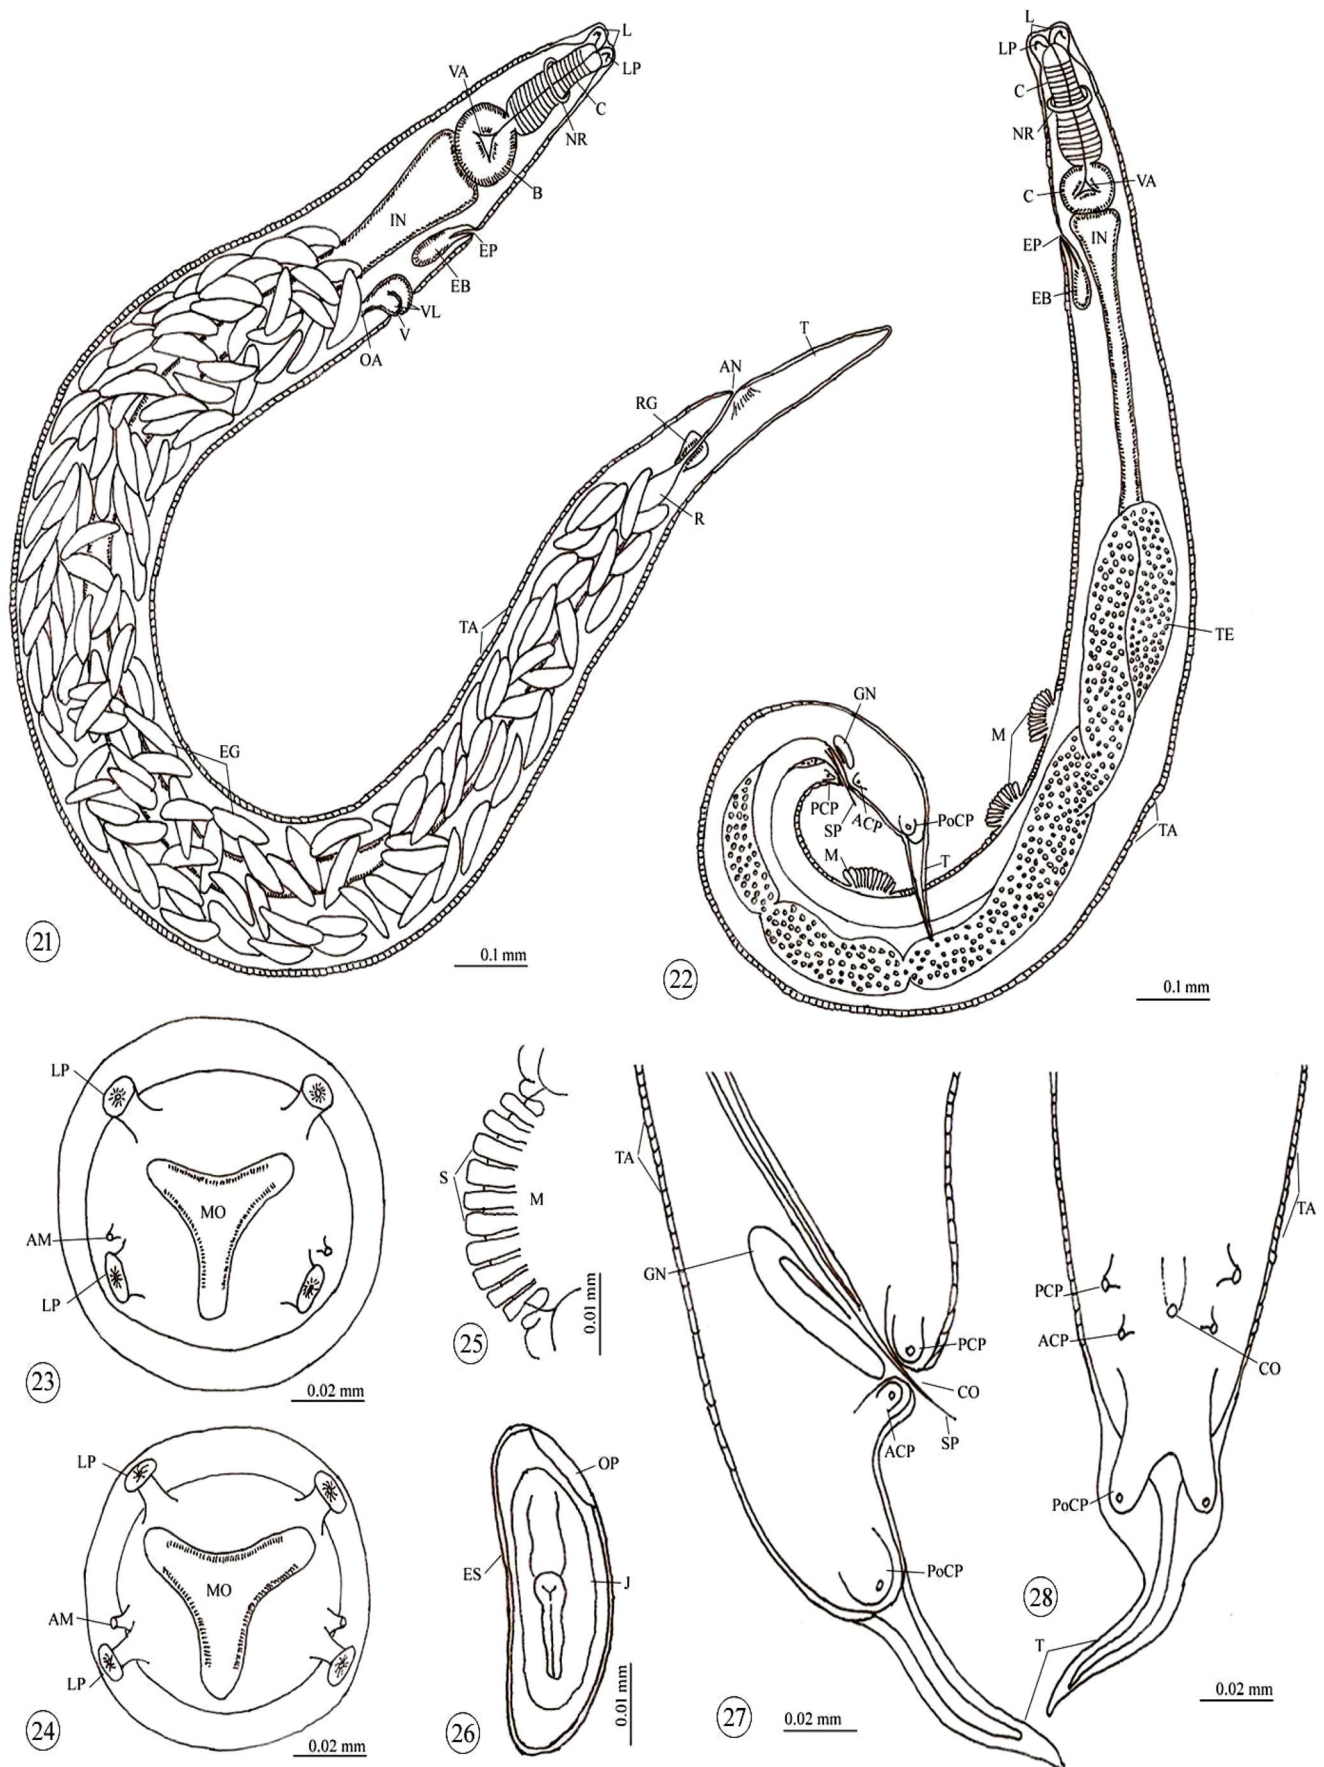 L
LP
VA
C
NR
B
IN
EP
EB
VL
V
OA
T
AN
RG
R
TA
EG
21
0.1 mm
L
LP
C
NR
C
VA
EP
IN
EB
TE
GN
M
PCP
SP
ACP
PoCP
M
T
TA
22
0.1 mm
LP
MO
AM
LP
23
0.02 mm
S
M
25
0.01 mm
LP
MO
AM
LP
24
0.02 mm
OP
ES
J
26
0.01 mm
TA
GN
PCP
CO
ACP
SP
PoCP
T
27
0.02 mm
TA
PCP
ACP
CO
PoCP
28
0.02 mm